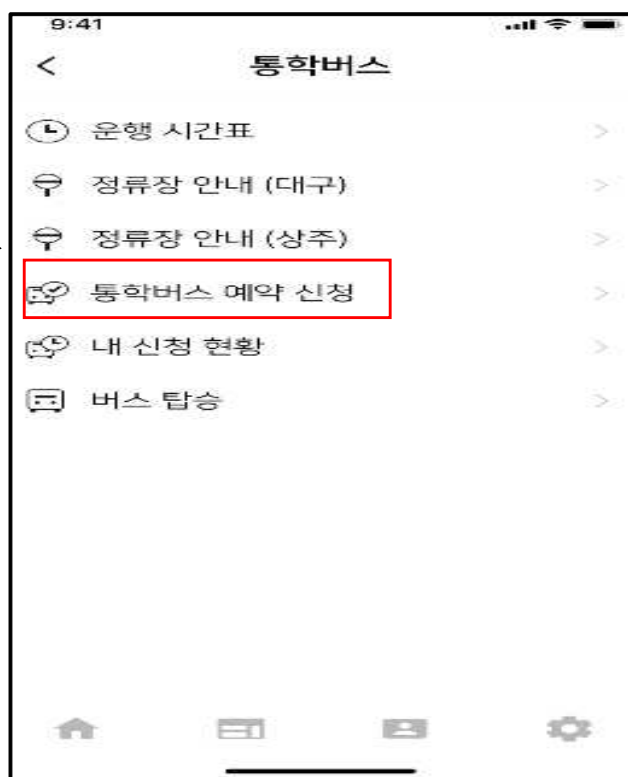 9:41
통학버스
운행 시간표
정류장 안내 (대구)
정류장 안내 (상주)
통학버스 예약 신청
내 신청 현황
버스 탑승